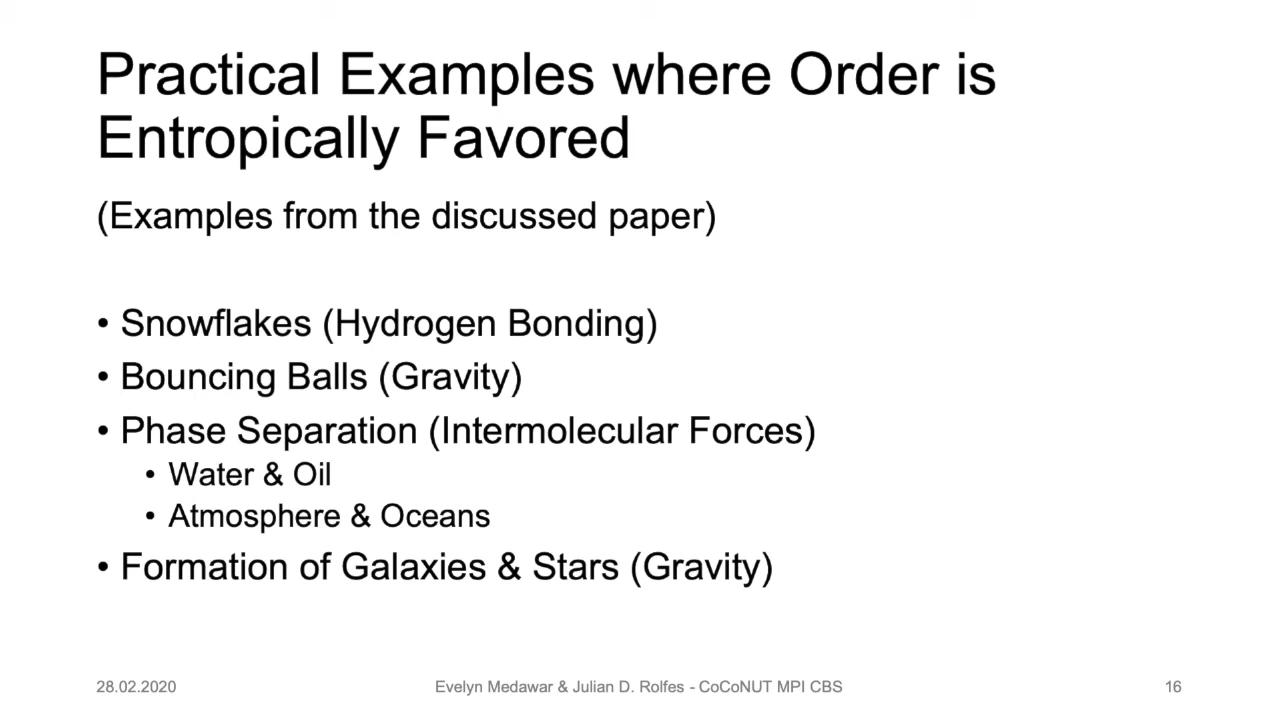 Practical Examples where Order is
Entropically Favored
(Examples from the discussed paper)
• Snowflakes (Hydrogen Bonding)
• Bouncing Balls (Gravity)
• Phase Separation (Intermolecular Forces)
• Water & Oil
• Atmosphere & Oceans
• Formation of Galaxies & Stars (Gravity)
28.02.2020
Evelyn Medawar & Julian D. Rolfes - CoCoNUT MPI CBS
16